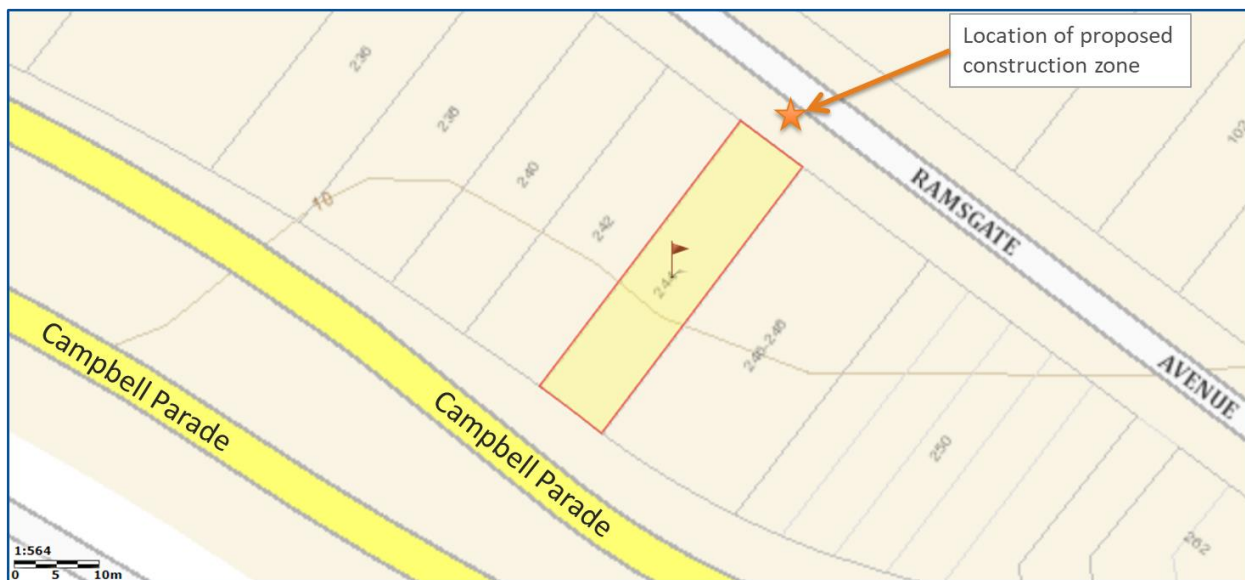 Location of proposed
construction zone
236
238
240
242
244
246-248
250
262
102
10
RAMSGATE
AVENUE
Campbell Parade
Campbell Parade
1:564
0 5 10m